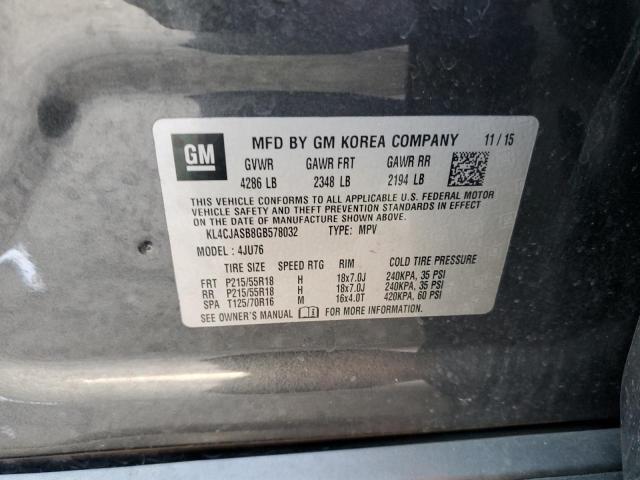 GM MFD BY GM KOREA COMPANY 11/15
GVWR GAWR FRT GAWR RR
4286 LB 2348 LB 2194 LB
THIS VEHICLE CONFORMS TO ALL APPLICABLE U.S. FEDERAL MOTOR
VEHICLE SAFETY, BUMPER, AND THEFT PREVENTION STANDARDS IN EFFECT
ON THE DATE OF MANUFACTURE SHOWN ABOVE.
KL4CJASB8GB578032 TYPE: MPV
MODEL: 4JU76
TIRE SIZE SPEED RTG RIM COLD TIRE PRESSURE
FRT P215/55R18 H 18x7.0J 240KPA, 35 PSI
RR P215/55R18 H 18x7.0J 240KPA, 35 PSI
SPA T125/70R16 M 16x4.0T 420KPA, 60 PSI
SEE OWNER'S MANUAL FOR MORE INFORMATION